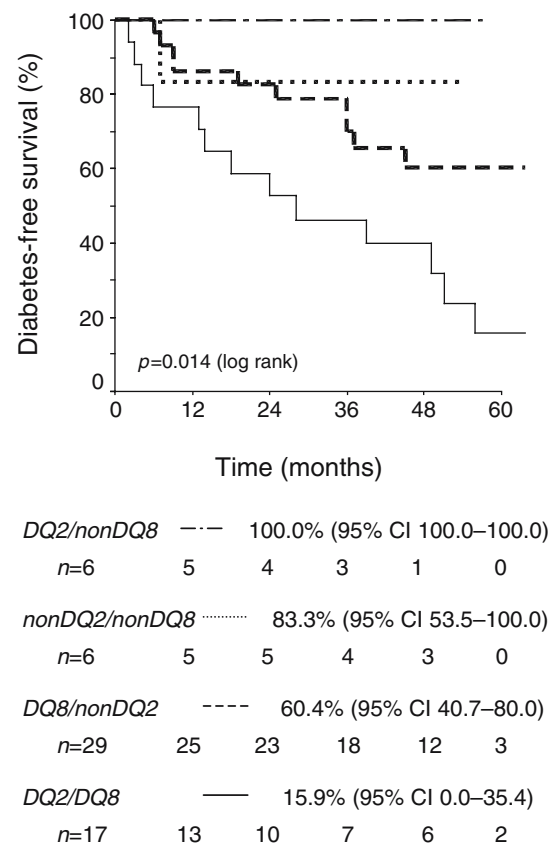 100
80
60
40
20
0
Diabetes-free survival (%)
p=0.014 (log rank)
0 12 24 36 48 60
Time (months)
DQ2/nonDQ8 100.0% (95% CI 100.0–100.0)
n=6 5 4 3 1 0
nonDQ2/nonDQ8 83.3% (95% CI 53.5–100.0)
n=6 5 5 4 3 0
DQ8/nonDQ2 60.4% (95% CI 40.7–80.0)
n=29 25 23 18 12 3
DQ2/DQ8 15.9% (95% CI 0.0–35.4)
n=17 13 10 7 6 2